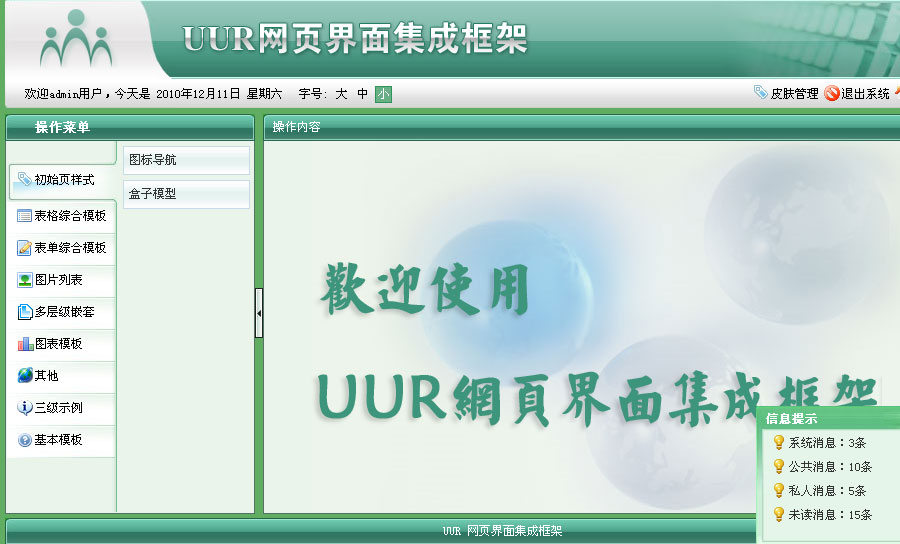 UUR网页界面集成框架
欢迎admin用户，今天是 2010年12月11日 星期六 字号: 大 中 小
皮肤管理 退出系统
操作菜单
初始页样式
表格综合模板
表单综合模板
图片列表
多层级嵌套
图表模板
其他
三级示例
基本模板
图标导航
盒子模型
操作内容
歡迎使用
UUR網頁界面集成框架
信息提示
系统消息：3条
公共消息：10条
私人消息：5条
未读消息：15条
UUR 网页界面集成框架